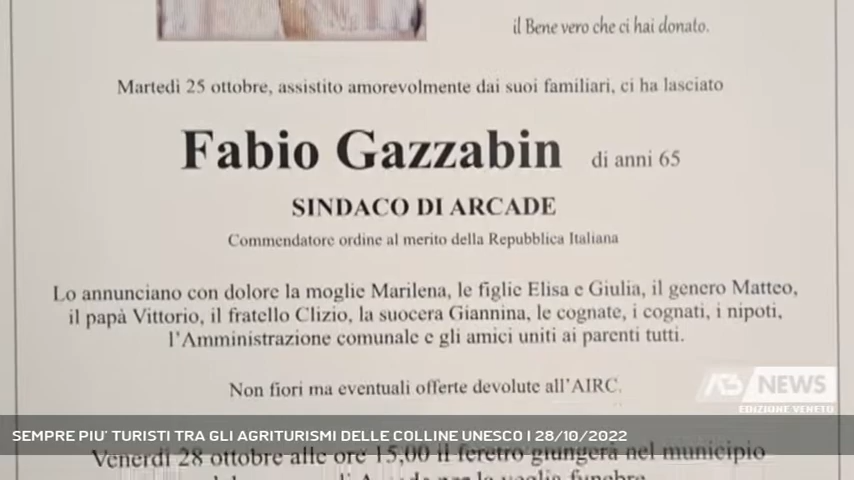 il Bene vero che ci hai donato.
Martedì 25 ottobre, assistito amorevolmente dai suoi familiari, ci ha lasciato
Fabio Gazzabin di anni 65
SINDACO DI ARCADE
Commendatore ordine al merito della Repubblica Italiana
Lo annunciano con dolore la moglie Marilena, le figlie Elisa e Giulia, il genero Matteo,
il papà Vittorio, il fratello Clizio, la suocera Giannina, le cognate, i cognati, i nipoti,
l'Amministrazione comunale e gli amici uniti ai parenti tutti.
Non fiori ma eventuali offerte devolute all'AIRC.
A3 NEWS
EDIZIONE VENETO
SEMPRE PIU' TURISTI TRA GLI AGRITURISMI DELLE COLLINE UNESCO | 28/10/2022
Venerdì 28 ottobre alle ore 15,00 il feretro giungerà nel municipio